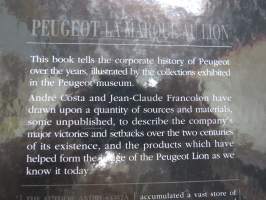 PEUGEOT LA MARQUE AU LION
This book tells the corporate history of Peugeot
over the years, illustrated by the collections exhibited
in the Peugeot museum.
André Costa and Jean-Claude Francolon have
drawn upon a quantity of sources and materials,
some unpublished, to describe the company's
major victories and setbacks over the two centuries
of its existence, and the products which have
helped form the image of the Peugeot Lion as we
know it today.
accumulated a vast store of